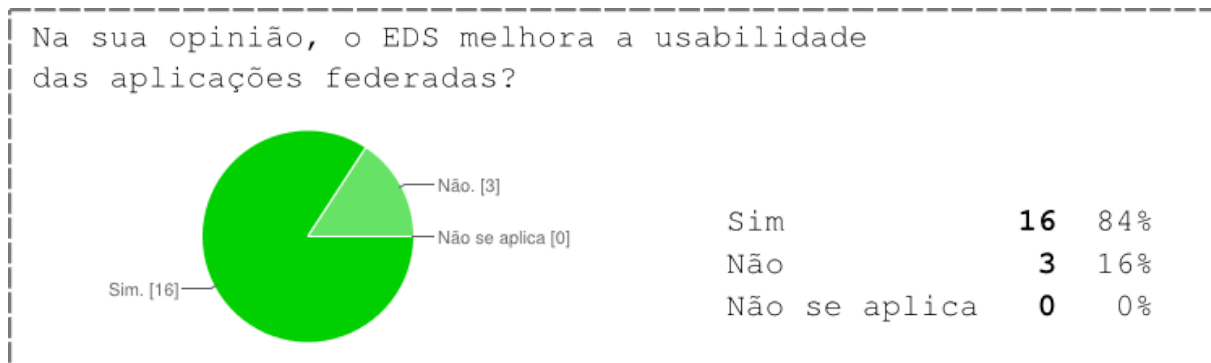 Na sua opinião, o EDS melhora a usabilidade
das aplicações federadas?
Não. [3]
Não se aplica [0]
Sim. [16]
Sim 16 84%
Não 3 16%
Não se aplica 0 0%